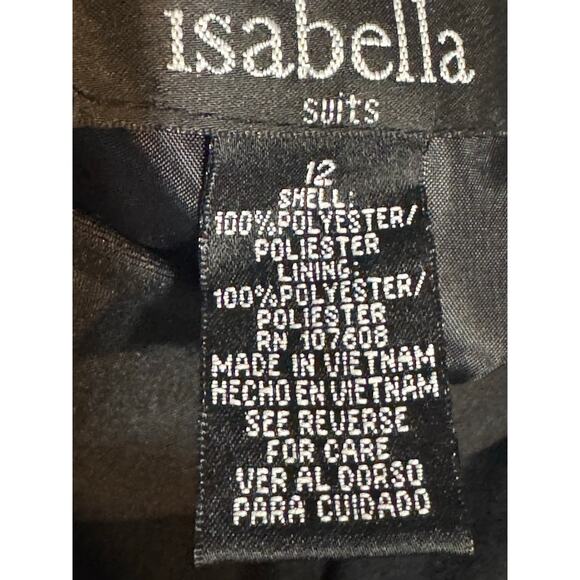 ısabella
suits
12
SHELL:
100%POLYESTER/
POLIESTER
LINING:
100%POLYESTER/
POLIESTER
RN 107608
MADE IN VIETNAM
HECHO EN VIETNAM
SEE REVERSE
FOR CARE
VER AL DORSO
PARA CUIDADO